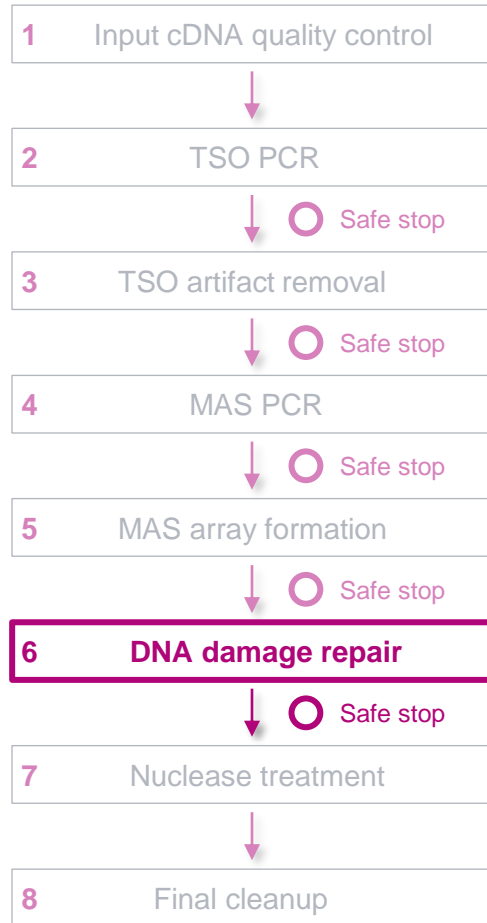 1 Input cDNA quality control
2 TSO PCR
Safe stop
3 TSO artifact removal
Safe stop
4 MAS PCR
Safe stop
5 MAS array formation
Safe stop
6 DNA damage repair
Safe stop
7 Nuclease treatment
8 Final cleanup